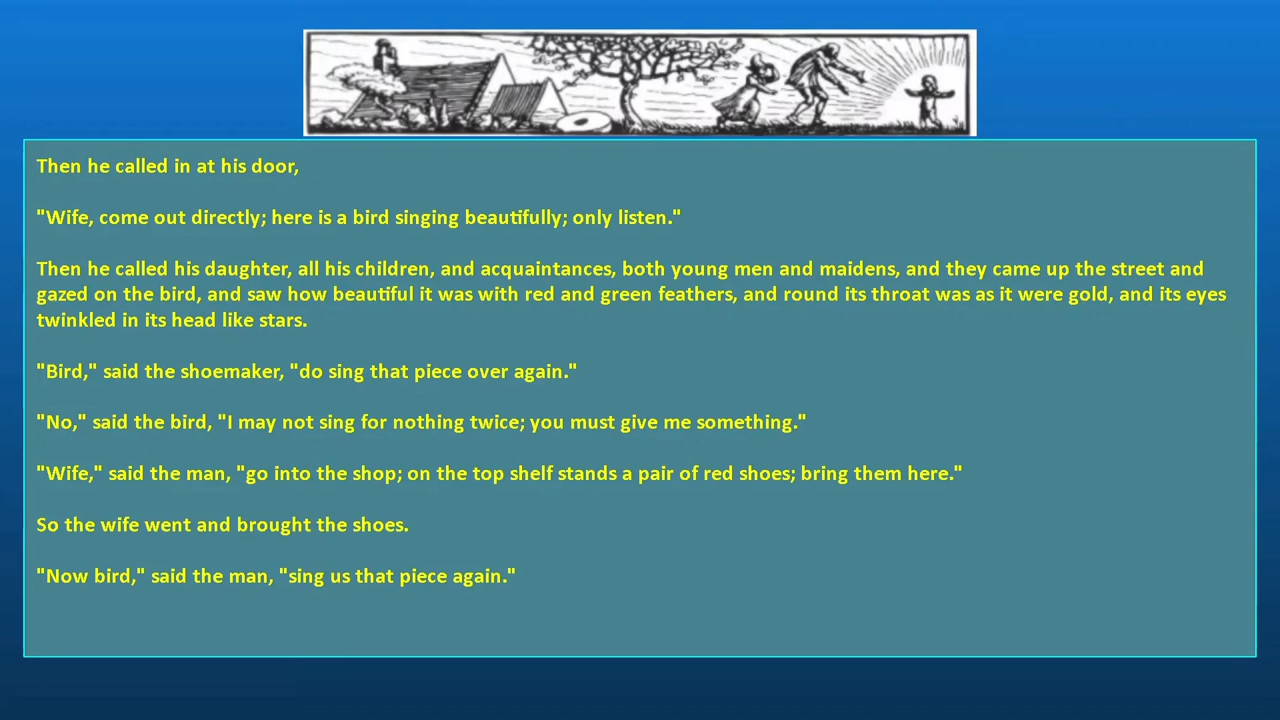 Then he called in at his door,
"Wife, come out directly; here is a bird singing beautifully; only listen."
Then he called his daughter, all his children, and acquaintances, both young men and maidens, and they came up the street and
gazed on the bird, and saw how beautiful it was with red and green feathers, and round its throat was as it were gold, and its eyes
twinkled in its head like stars.
"Bird," said the shoemaker, "do sing that piece over again."
"No," said the bird, "I may not sing for nothing twice; you must give me something."
"Wife," said the man, "go into the shop; on the top shelf stands a pair of red shoes; bring them here."
So the wife went and brought the shoes.
"Now bird," said the man, "sing us that piece again."